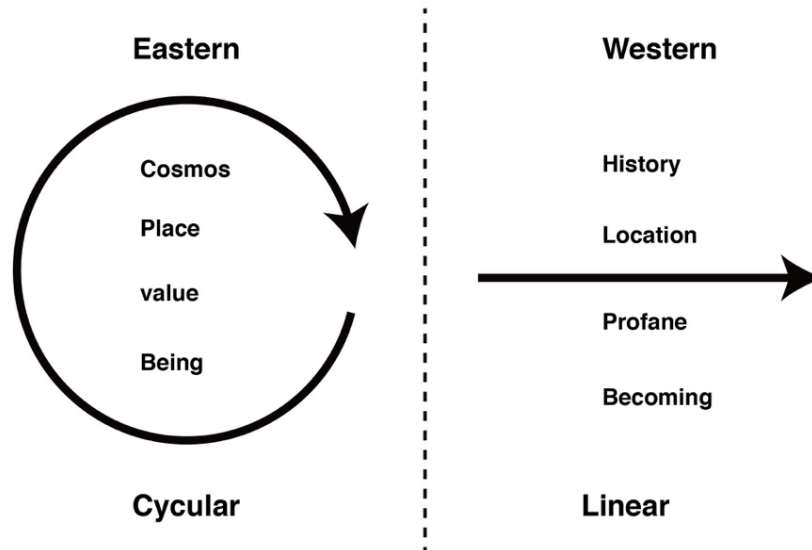 Eastern
Cosmos
Place
value
Being
Cycular
Western
History
Location
Profane
Becoming
Linear